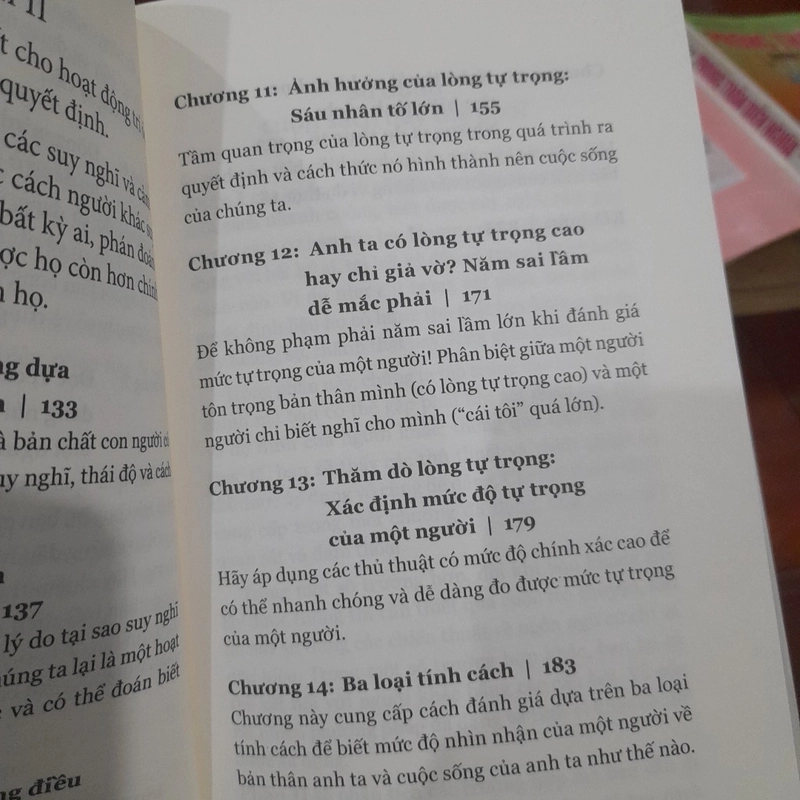 11
cho hoạt động
quyết định.
các suy nghĩ và
cách người khác
bất kỳ ai, phán đoán
họ còn hơn
họ.
dựa
| 133
bản chất con người
nghĩ, thái độ và cách
137
lý do tại sao suy nghĩ
ta lại là một hoạt
và có thể đoán biết
điều
Chương 11: Ảnh hưởng của lòng tự trọng:
Sáu nhân tố lớn | 155
Tầm quan trọng của lòng tự trọng trong quá trình ra
quyết định và cách thức nó hình thành nên cuộc sống
của chúng ta.
Chương 12: Anh ta có lòng tự trọng cao
hay chỉ giả vờ? Năm sai lầm
dễ mắc phải | 171
Để không phạm phải năm sai lầm lớn khi đánh giá
mức tự trọng của một người! Phân biệt giữa một người
tôn trọng bản thân mình (có lòng tự trọng cao) và một
người chỉ biết nghĩ cho mình (“cái tôi” quá lớn).
Chương 13: Thăm dò lòng tự trọng:
Xác định mức độ tự trọng
của một người | 179
Hãy áp dụng các thủ thuật có mức độ chính xác cao để
có thể nhanh chóng và dễ dàng đo được mức tự trọng
của một người.
Chương 14: Ba loại tính cách | 183
Chương này cung cấp cách đánh giá dựa trên ba loại
tính cách để biết mức độ nhìn nhận của một người về
bản thân anh ta và cuộc sống của anh ta như thế nào.